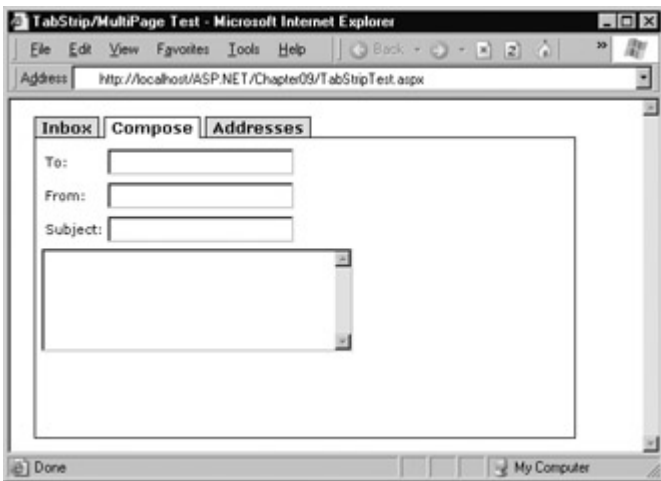 TabStrip/MultiPage Test - Microsoft Internet Explorer
File Edit View Favorites Tools Help Back »
Address http://localhost/ASP.NET/Chapter09/TabStripTest.aspx
Inbox Compose Addresses
To:
From:
Subject:
Done My Computer